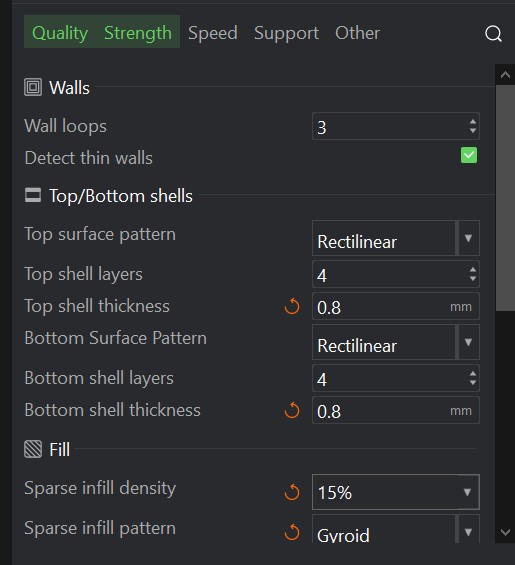 Quality Strength Speed Support Other
Walls
Wall loops 3
Detect thin walls
Top/Bottom shells
Top surface pattern Rectilinear
Top shell layers 4
Top shell thickness 0.8 mm
Bottom Surface Pattern Rectilinear
Bottom shell layers 4
Bottom shell thickness 0.8 mm
Fill
Sparse infill density 15%
Sparse infill pattern Gyroid